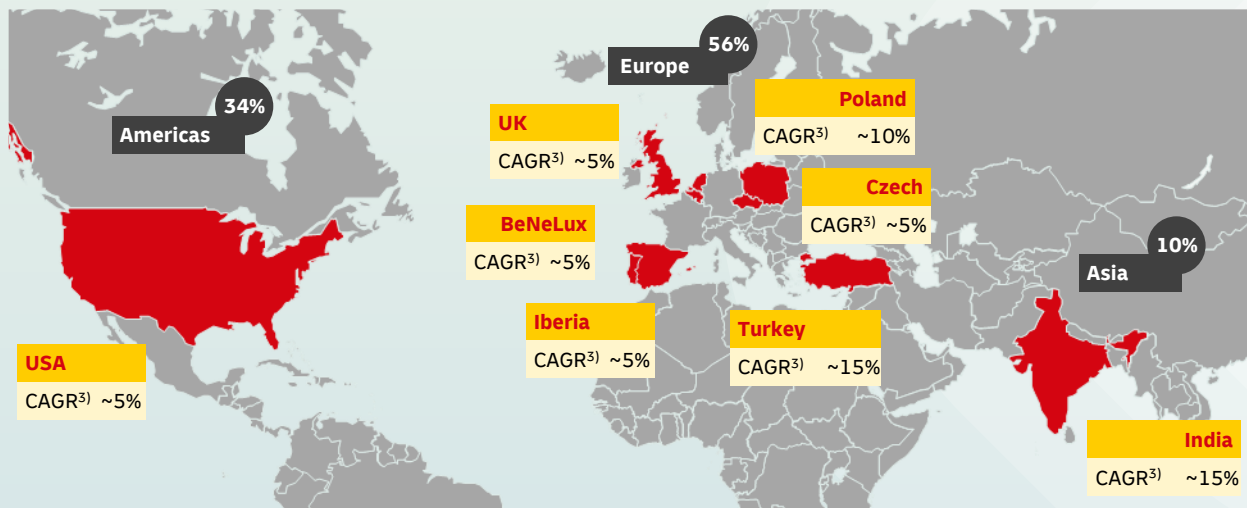 56%
Europe
34%
Americas
Poland
CAGR3) ~10%
UK
CAGR3) ~5%
Czech
CAGR3) ~5%
BeNeLux
CAGR3) ~5%
10%
Asia
Iberia
CAGR3) ~5%
Turkey
CAGR3) ~15%
USA
CAGR3) ~5%
India
CAGR3) ~15%